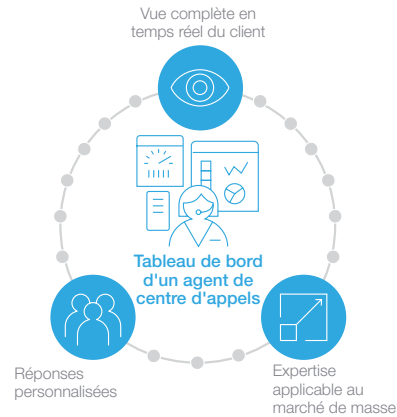 Vue complète en
temps réel du client
Tableau de bord
d'un agent de
centre d'appels
Réponses
personnalisées
Expertise
applicable au
marché de masse